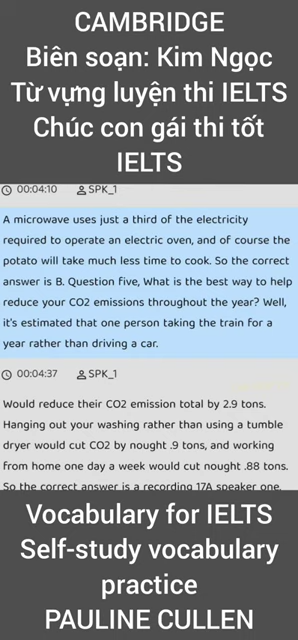 CAMBRIDGE
Biên soạn: Kim Ngọc
Từ vựng luyện thi IELTS
Chúc con gái thi tốt
IELTS
00:04:10 SPK_1
A microwave uses just a third of the electricity
required to operate an electric oven, and of course the
potato will take much less time to cook. So the correct
answer is B. Question five, What is the best way to help
reduce your CO2 emissions throughout the year? Well,
it's estimated that one person taking the train for a
year rather than driving a car.
00:04:37 SPK_1
Would reduce their CO2 emission total by 2.9 tons.
Hanging out your washing rather than using a tumble
dryer would cut CO2 by nought .9 tons, and working
from home one day a week would cut nought .88 tons.
So the correct answer is a recording 17A speaker one.
Vocabulary for IELTS
Self-study vocabulary
practice
PAULINE CULLEN